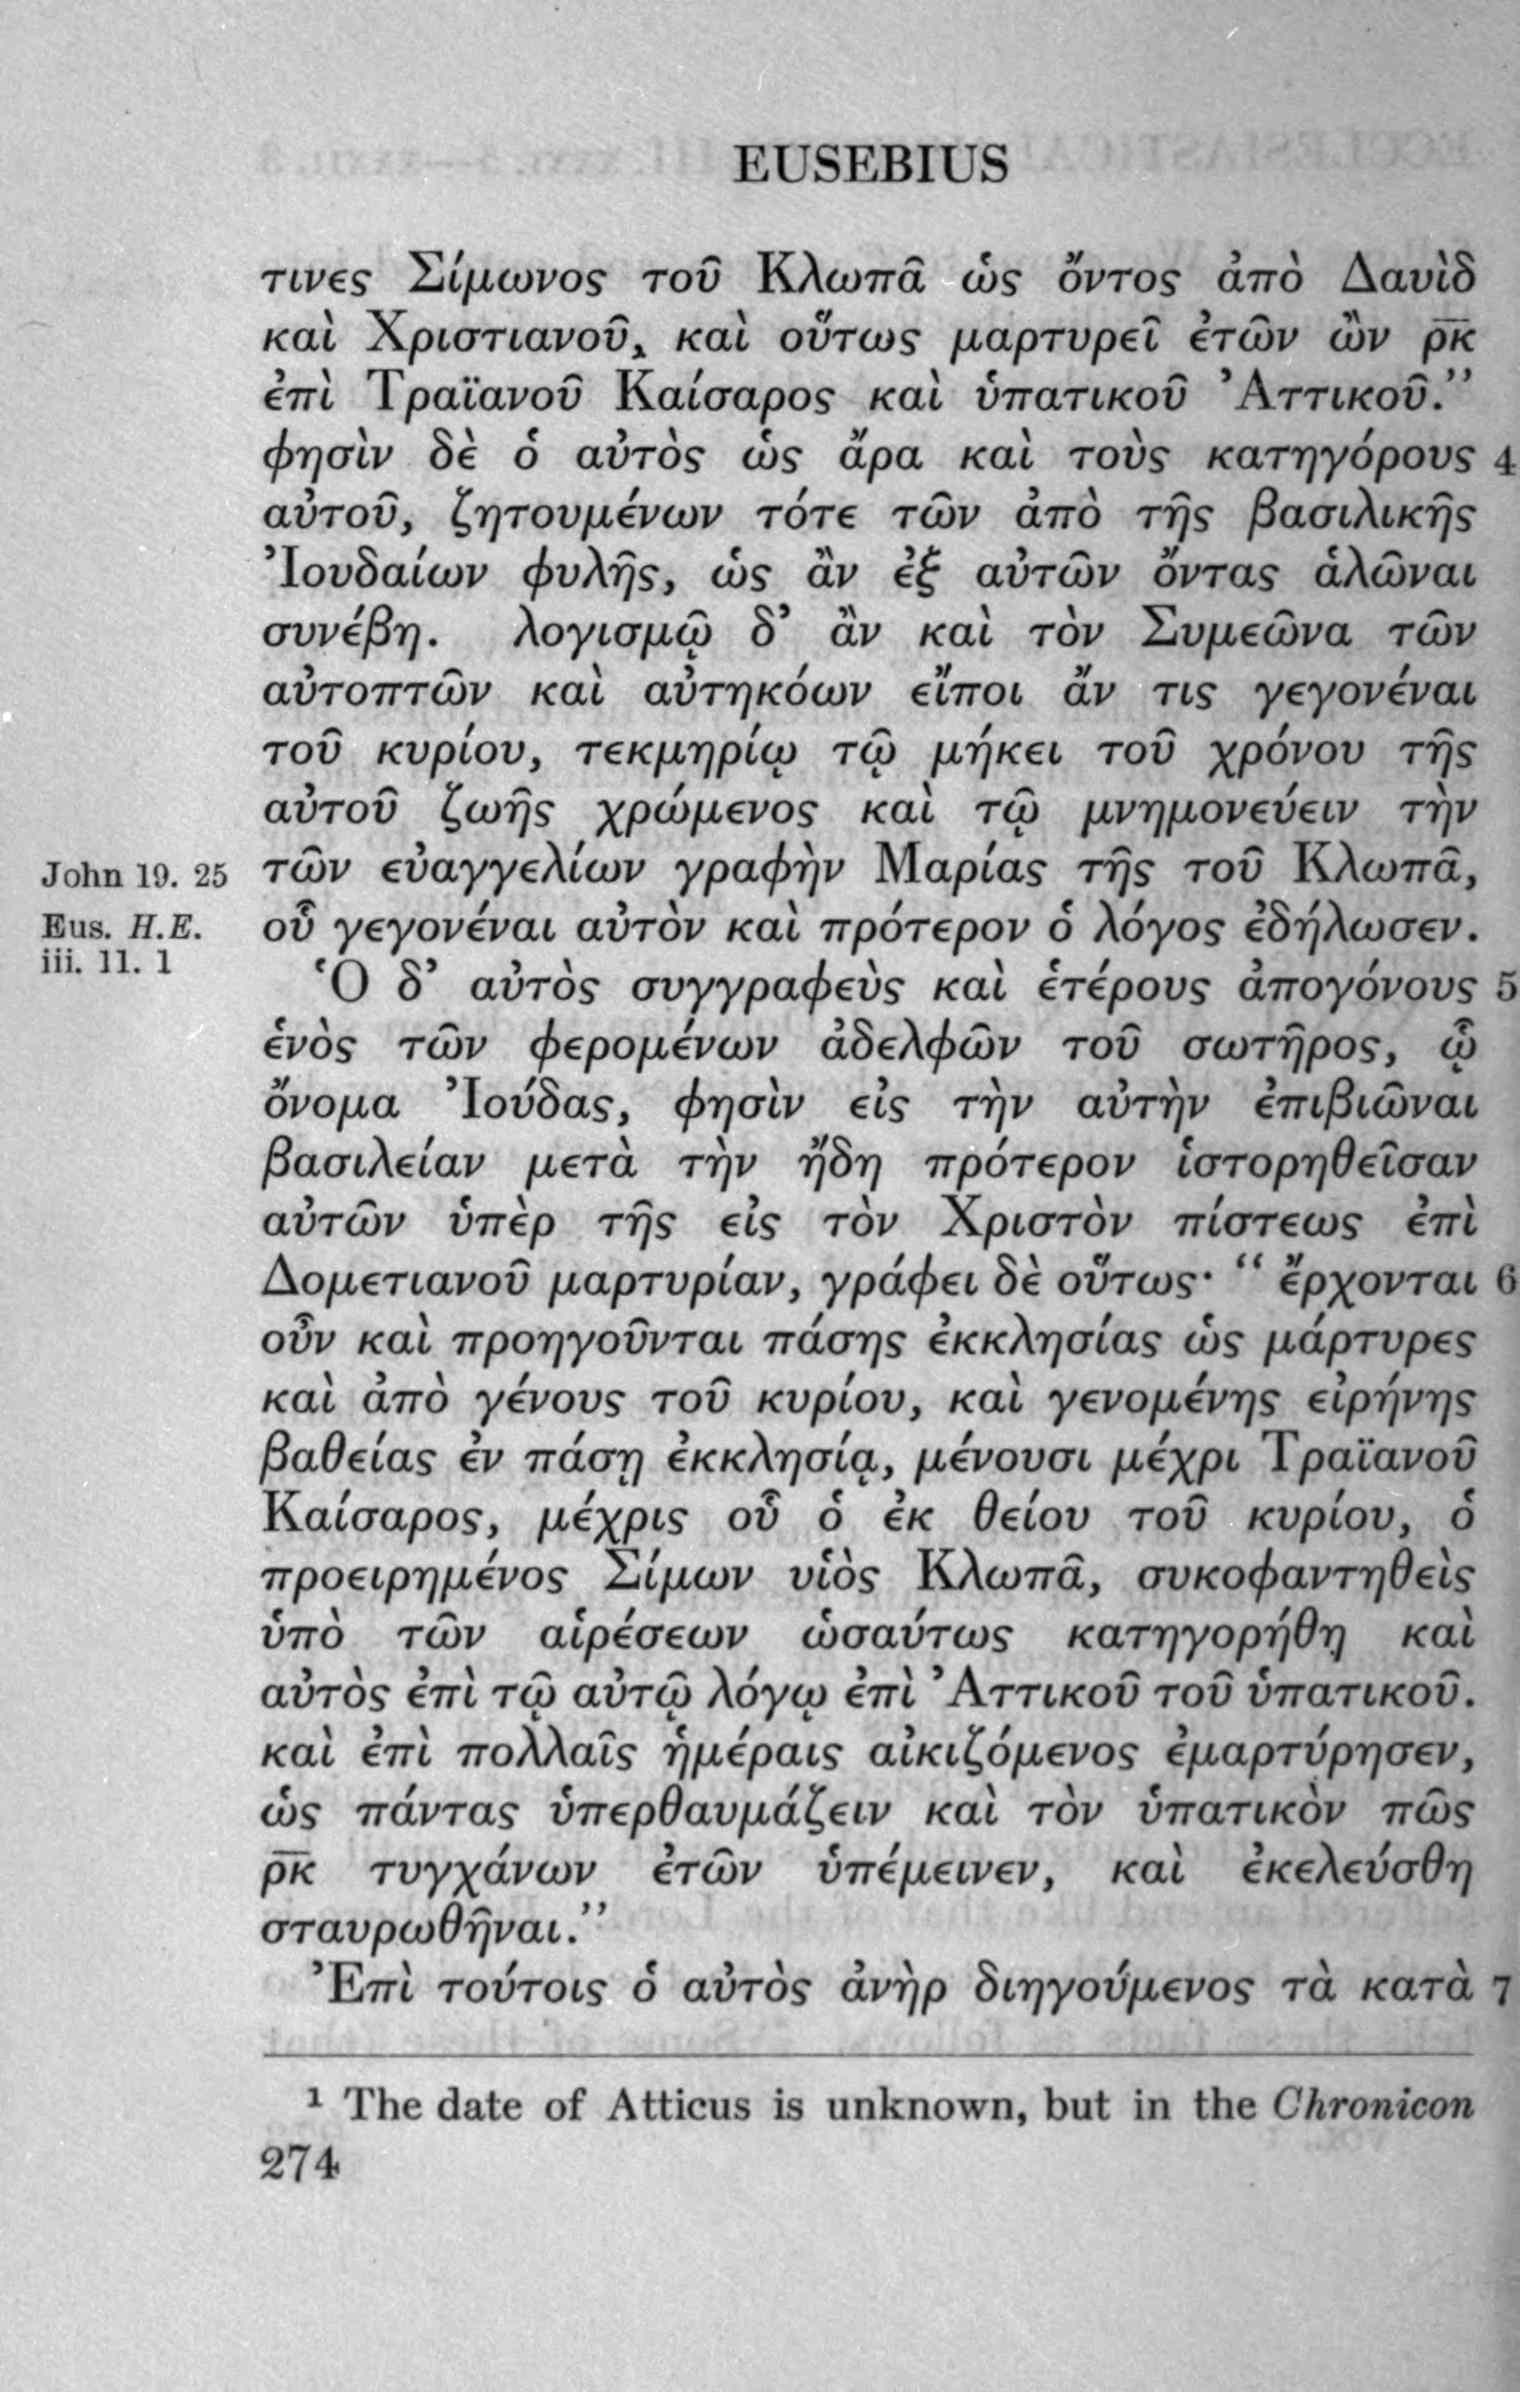 EUSEBIUS
τινες Σίμωνος τοῦ Κλωπᾶ ὡς ὄντος ἀπὸ Δαυὶδ
καὶ Χριστιανοῦ, καὶ οὕτως μαρτυρεῖ ἐτῶν ὢν ρ̅κ̅
ἐπὶ Τραϊανοῦ Καίσαρος καὶ ὑπατικοῦ Ἀττικοῦ.”
φησὶν δὲ ὁ αὐτὸς ὡς ἄρα καὶ τοὺς κατηγόρους 4
αὐτοῦ, ζητουμένων τότε τῶν ἀπὸ τῆς βασιλικῆς
Ἰουδαίων φυλῆς, ὡς ἂν ἐξ αὐτῶν ὄντας ἁλῶναι
συνέβη. λογισμῷ δ’ ἂν καὶ τὸν Συμεῶνα τῶν
αὐτοπτῶν καὶ αὐτηκόων εἴποι ἄν τις γεγονέναι
τοῦ κυρίου, τεκμηρίῳ τῷ μήκει τοῦ χρόνου τῆς
αὐτοῦ ζωῆς χρώμενος καὶ τῷ μνημονεύειν τὴν
John 19. 25 τῶν εὐαγγελίων γραφὴν Μαρίας τῆς τοῦ Κλωπᾶ,
Eus. H.E. οὗ γεγονέναι αὐτὸν καὶ πρότερον ὁ λόγος ἐδήλωσεν.
iii. 11. 1
Ὁ δ’ αὐτὸς συγγραφεὺς καὶ ἑτέρους ἀπογόνους 5
ἑνὸς τῶν φερομένων ἀδελφῶν τοῦ σωτῆρος, ᾧ
ὄνομα Ἰούδας, φησὶν εἰς τὴν αὐτὴν ἐπιβιῶναι
βασιλείαν μετὰ τὴν ἤδη πρότερον ἱστορηθεῖσαν
αὐτῶν ὑπὲρ τῆς εἰς τὸν Χριστὸν πίστεως ἐπὶ
Δομετιανοῦ μαρτυρίαν, γράφει δὲ οὕτως· “ ἔρχονται 6
οὖν καὶ προηγοῦνται πάσης ἐκκλησίας ὡς μάρτυρες
καὶ ἀπὸ γένους τοῦ κυρίου, καὶ γενομένης εἰρήνης
βαθείας ἐν πάσῃ ἐκκλησίᾳ, μένουσι μέχρι Τραϊανοῦ
Καίσαρος, μέχρις οὗ ὁ ἐκ θείου τοῦ κυρίου, ὁ
προειρημένος Σίμων υἱὸς Κλωπᾶ, συκοφαντηθεὶς
ὑπὸ τῶν αἱρέσεων ὡσαύτως κατηγορήθη καὶ
αὐτὸς ἐπὶ τῷ αὐτῷ λόγῳ ἐπὶ Ἀττικοῦ τοῦ ὑπατικοῦ.
καὶ ἐπὶ πολλαῖς ἡμέραις αἰκιζόμενος ἐμαρτύρησεν,
ὡς πάντας ὑπερθαυμάζειν καὶ τὸν ὑπατικὸν πῶς
ρ̅κ̅ τυγχάνων ἐτῶν ὑπέμεινεν, καὶ ἐκελεύσθη
σταυρωθῆναι.”
Ἐπὶ τούτοις ὁ αὐτὸς ἀνὴρ διηγούμενος τὰ κατὰ 7
¹ The date of Atticus is unknown, but in the Chronicon
274